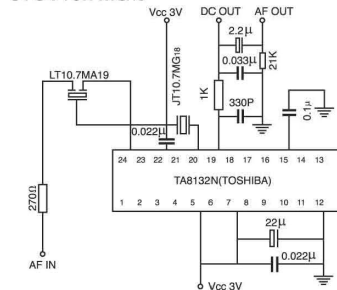 Vcc 3V
DC OUT
AF OUT
2.2μ
0.033μ
21K
1K
330P
LT10.7MA19
JT10.7MG18
0.022μ
0.1μ
24 23 22 21 20 19 18 17 16 15 14 13
TA8132N(TOSHIBA)
1 2 3 4 5 6 7 8 9 10 11 12
270Ω
AF IN
22μ
0.022μ
Vcc 3V